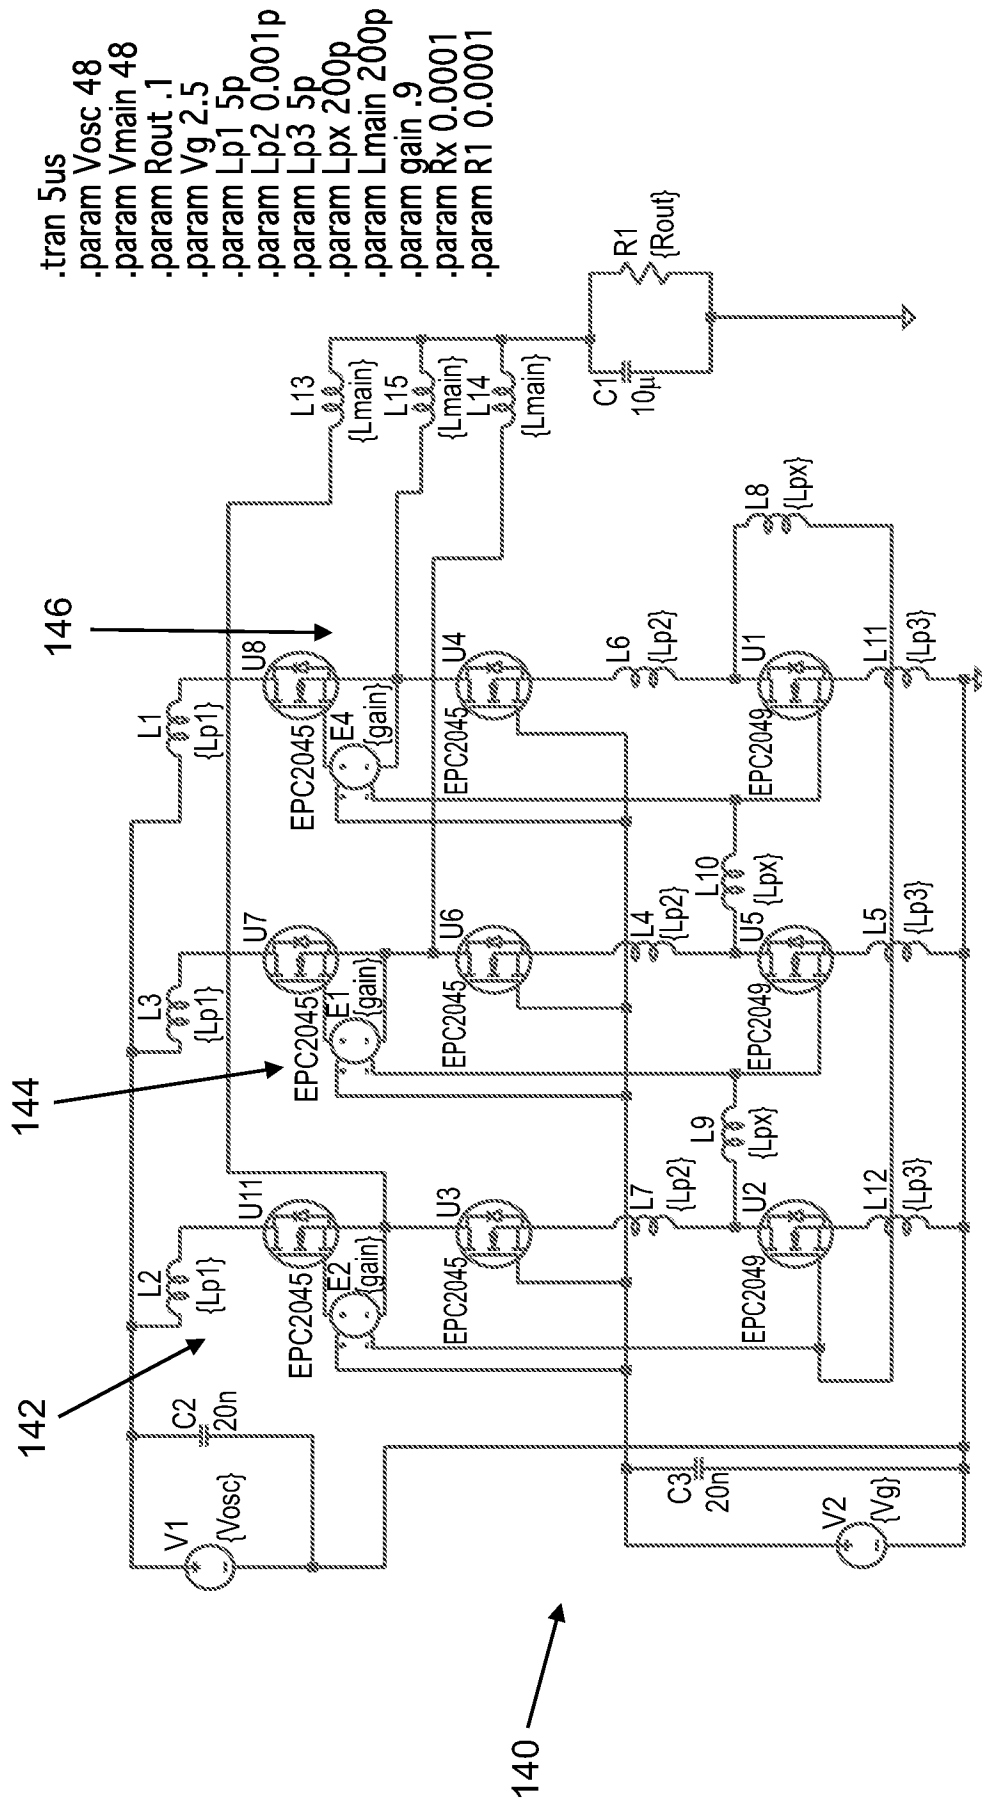 .tran 5us
.param Vosc 48
.param Vmain 48
.param Rout .1
.param Vg 2.5
.param Lp1 5p
.param Lp2 0.001p
.param Lp3 5p
.param Lpx 200p
.param Lmain 200p
.param gain .9
.param Rx 0.0001
.param R1 0.0001
142
144
146
140
V1
{Vosc}
C2
20n
L2
{Lp1}
L3
{Lp1}
L1
{Lp1}
U11
EPC2045
E2
{gain}
U7
EPC2045
E1
{gain}
U8
EPC2045
E4
{gain}
L13
{Lmain}
L15
{Lmain}
L14
{Lmain}
U3
EPC2045
U6
EPC2045
U4
EPC2045
C1
10µ
R1
{Rout}
L7
{Lp2}
L4
{Lp2}
L6
{Lp2}
L9
{Lpx}
L10
{Lpx}
L8
{Lpx}
C3
20n
U2
EPC2049
U5
EPC2049
U1
EPC2049
V2
{Vg}
L12
{Lp3}
L5
{Lp3}
L11
{Lp3}